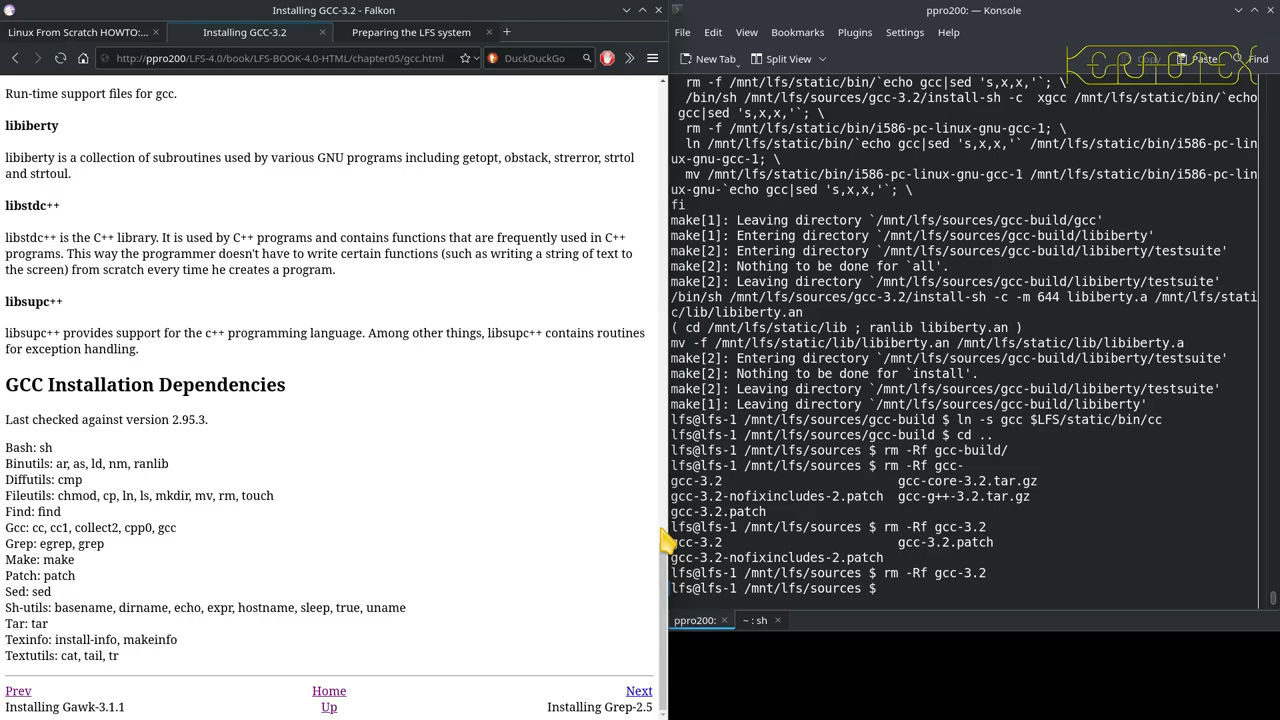 Installing GCC-3.2 - Falkon
Linux From Scratch HOWTO:...
Installing GCC-3.2
Preparing the LFS system
http://ppro200/LFS-4.0/book/LFS-BOOK-4.0-HTML/chapter05/gcc.html
DuckDuckGo
Run-time support files for gcc.
libiberty
libiberty is a collection of subroutines used by various GNU programs including getopt, obstack, strerror, strtol
and strtoul.
libstdc++
libstdc++ is the C++ library. It is used by C++ programs and contains functions that are frequently used in C++
programs. This way the programmer doesn't have to write certain functions (such as writing a string of text to
the screen) from scratch every time he creates a program.
libsupc++
libsupc++ provides support for the c++ programming language. Among other things, libsupc++ contains routines
for exception handling.
GCC Installation Dependencies
Last checked against version 2.95.3.
Bash: sh
Binutils: ar, as, ld, nm, ranlib
Diffutils: cmp
Fileutils: chmod, cp, ln, ls, mkdir, mv, rm, touch
Find: find
Gcc: cc, cc1, collect2, cpp0, gcc
Grep: egrep, grep
Make: make
Patch: patch
Sed: sed
Sh-utils: basename, dirname, echo, expr, hostname, sleep, true, uname
Tar: tar
Texinfo: install-info, makeinfo
Textutils: cat, tail, tr
Prev Home Next
Installing Gawk-3.1.1 Up Installing Grep-2.5
ppro200: — Konsole
File Edit View Bookmarks Plugins Settings Help
New Tab Split View Copy Paste Find
rm -f /mnt/lfs/static/bin/`echo gcc|sed 's,x,x,'`; \
/bin/sh /mnt/lfs/sources/gcc-3.2/install-sh -c  xgcc /mnt/lfs/static/bin/`echo
gcc|sed 's,x,x,'`; \
rm -f /mnt/lfs/static/bin/i586-pc-linux-gnu-gcc-1; \
ln /mnt/lfs/static/bin/`echo gcc|sed 's,x,x,'` /mnt/lfs/static/bin/i586-pc-lin
ux-gnu-gcc-1; \
mv /mnt/lfs/static/bin/i586-pc-linux-gnu-gcc-1 /mnt/lfs/static/bin/i586-pc-lin
ux-gnu-`echo gcc|sed 's,x,x,'`; \
fi
make[1]: Leaving directory `/mnt/lfs/sources/gcc-build/gcc'
make[1]: Entering directory `/mnt/lfs/sources/gcc-build/libiberty'
make[2]: Entering directory `/mnt/lfs/sources/gcc-build/libiberty/testsuite'
make[2]: Nothing to be done for `all'.
make[2]: Leaving directory `/mnt/lfs/sources/gcc-build/libiberty/testsuite'
/bin/sh /mnt/lfs/sources/gcc-3.2/install-sh -c -m 644 libiberty.a /mnt/lfs/stati
c/lib/libiberty.an
( cd /mnt/lfs/static/lib ; ranlib libiberty.an )
mv -f /mnt/lfs/static/lib/libiberty.an /mnt/lfs/static/lib/libiberty.a
make[2]: Entering directory `/mnt/lfs/sources/gcc-build/libiberty/testsuite'
make[2]: Nothing to be done for `install'.
make[2]: Leaving directory `/mnt/lfs/sources/gcc-build/libiberty/testsuite'
make[1]: Leaving directory `/mnt/lfs/sources/gcc-build/libiberty'
lfs@lfs-1 /mnt/lfs/sources/gcc-build $ ln -s gcc $LFS/static/bin/cc
lfs@lfs-1 /mnt/lfs/sources/gcc-build $ cd ..
lfs@lfs-1 /mnt/lfs/sources $ rm -Rf gcc-build/
lfs@lfs-1 /mnt/lfs/sources $ rm -Rf gcc-
gcc-3.2 gcc-core-3.2.tar.gz
gcc-3.2-nofixincludes-2.patch gcc-g++-3.2.tar.gz
gcc-3.2.patch
lfs@lfs-1 /mnt/lfs/sources $ rm -Rf gcc-3.2
gcc-3.2 gcc-3.2.patch
gcc-3.2-nofixincludes-2.patch
lfs@lfs-1 /mnt/lfs/sources $ rm -Rf gcc-3.2
lfs@lfs-1 /mnt/lfs/sources $
ppro200: ~ : sh